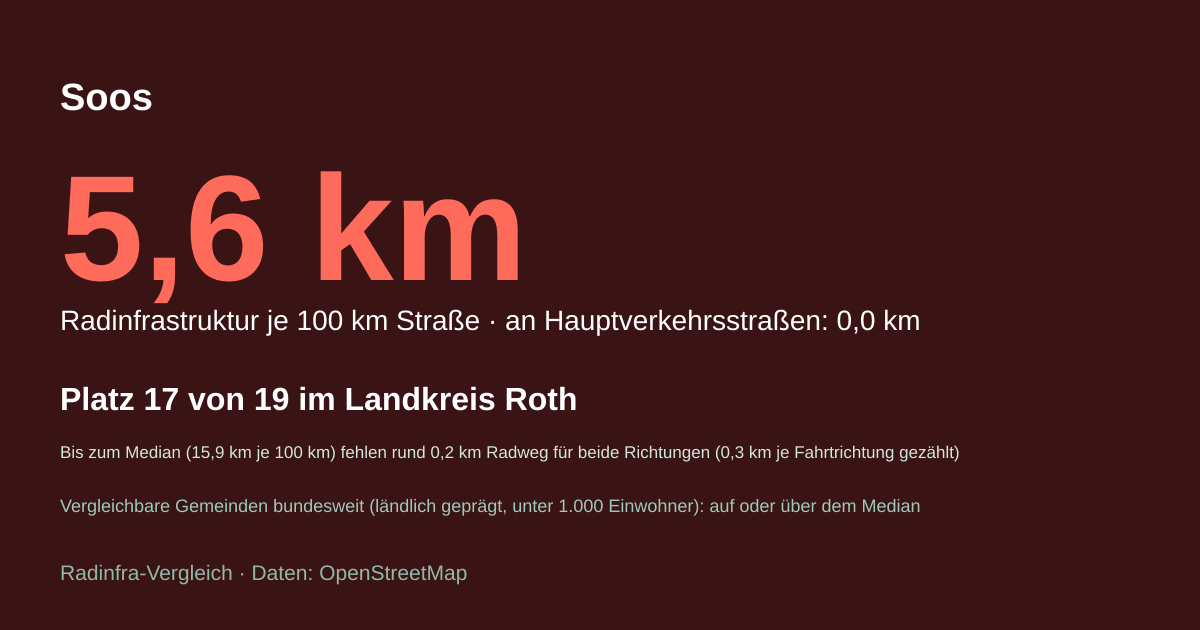 Soos
5,6 km
Radinfrastruktur je 100 km Straße · an Hauptverkehrsstraßen: 0,0 km
Platz 17 von 19 im Landkreis Roth
Bis zum Median (15,9 km je 100 km) fehlen rund 0,2 km Radweg für beide Richtungen (0,3 km je Fahrtrichtung gezählt)
Vergleichbare Gemeinden bundesweit (ländlich geprägt, unter 1.000 Einwohner): auf oder über dem Median
Radinfra-Vergleich · Daten: OpenStreetMap